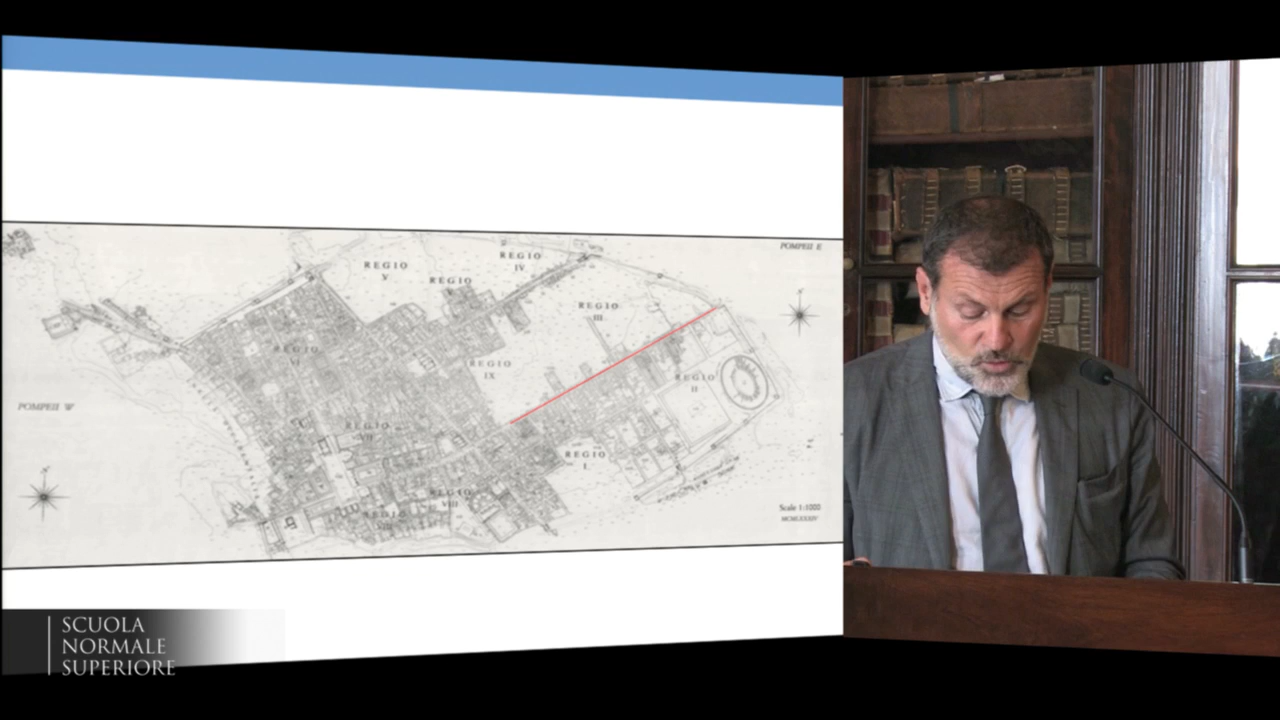 POMPEII E
REGIO
V
REGIO
IV
REGIO
REGIO
III
REGIO
REGIO
IX
REGIO
II
POMPEII W
REGIO
VII
REGIO
I
REGIO
VIII
REGIO
Scale 1:1000
SCUOLA
NORMALE
SUPERIORE